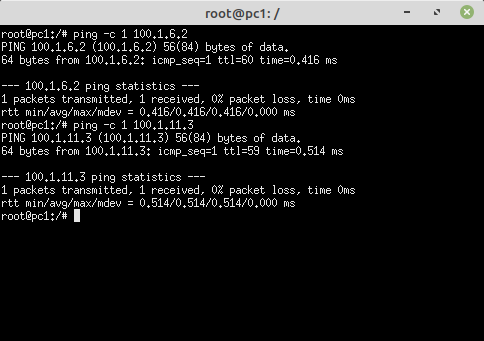 root@pc1: /
root@pc1:/# ping -c 1 100.1.6.2
PING 100.1.6.2 (100.1.6.2) 56(84) bytes of data.
64 bytes from 100.1.6.2: icmp_seq=1 ttl=60 time=0.416 ms

--- 100.1.6.2 ping statistics ---
1 packets transmitted, 1 received, 0% packet loss, time 0ms
rtt min/avg/max/mdev = 0.416/0.416/0.416/0.000 ms
root@pc1:/# ping -c 1 100.1.11.3
PING 100.1.11.3 (100.1.11.3) 56(84) bytes of data.
64 bytes from 100.1.11.3: icmp_seq=1 ttl=59 time=0.514 ms

--- 100.1.11.3 ping statistics ---
1 packets transmitted, 1 received, 0% packet loss, time 0ms
rtt min/avg/max/mdev = 0.514/0.514/0.514/0.000 ms
root@pc1:/#